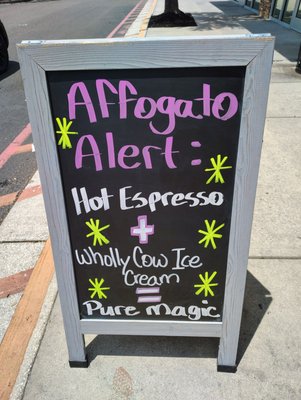 Affogato
Alert:
Hot Espresso
+
Wholly Cow Ice
Cream
=
Pure Magic